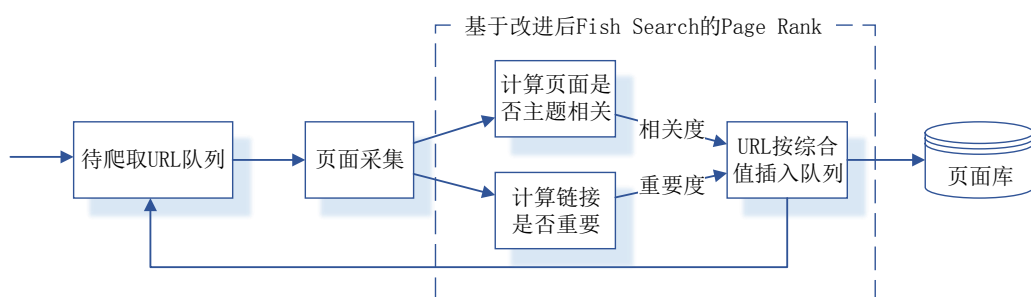 基于改进后Fish Search的Page Rank
计算页面是
否主题相关
相关度
待爬取URL队列
页面采集
URL按综合
值插入队列
页面库
重要度
计算链接
是否重要